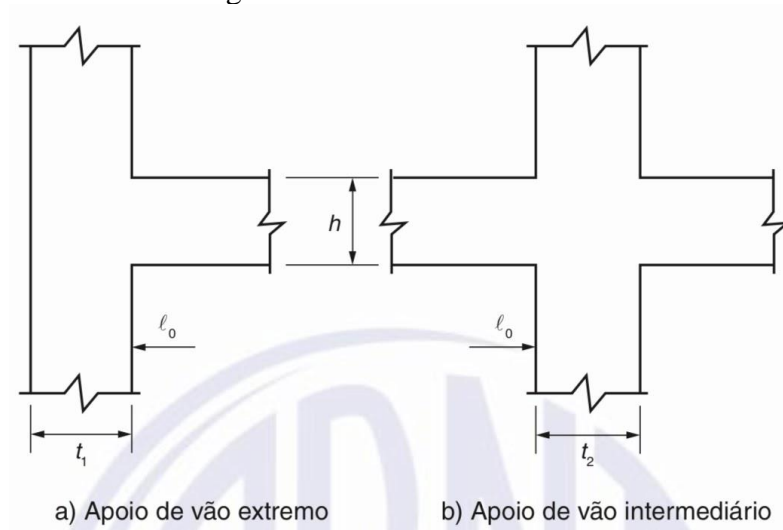 h
ℓ₀
ℓ₀
t₁
t₂
a) Apoio de vão extremo
b) Apoio de vão intermediário